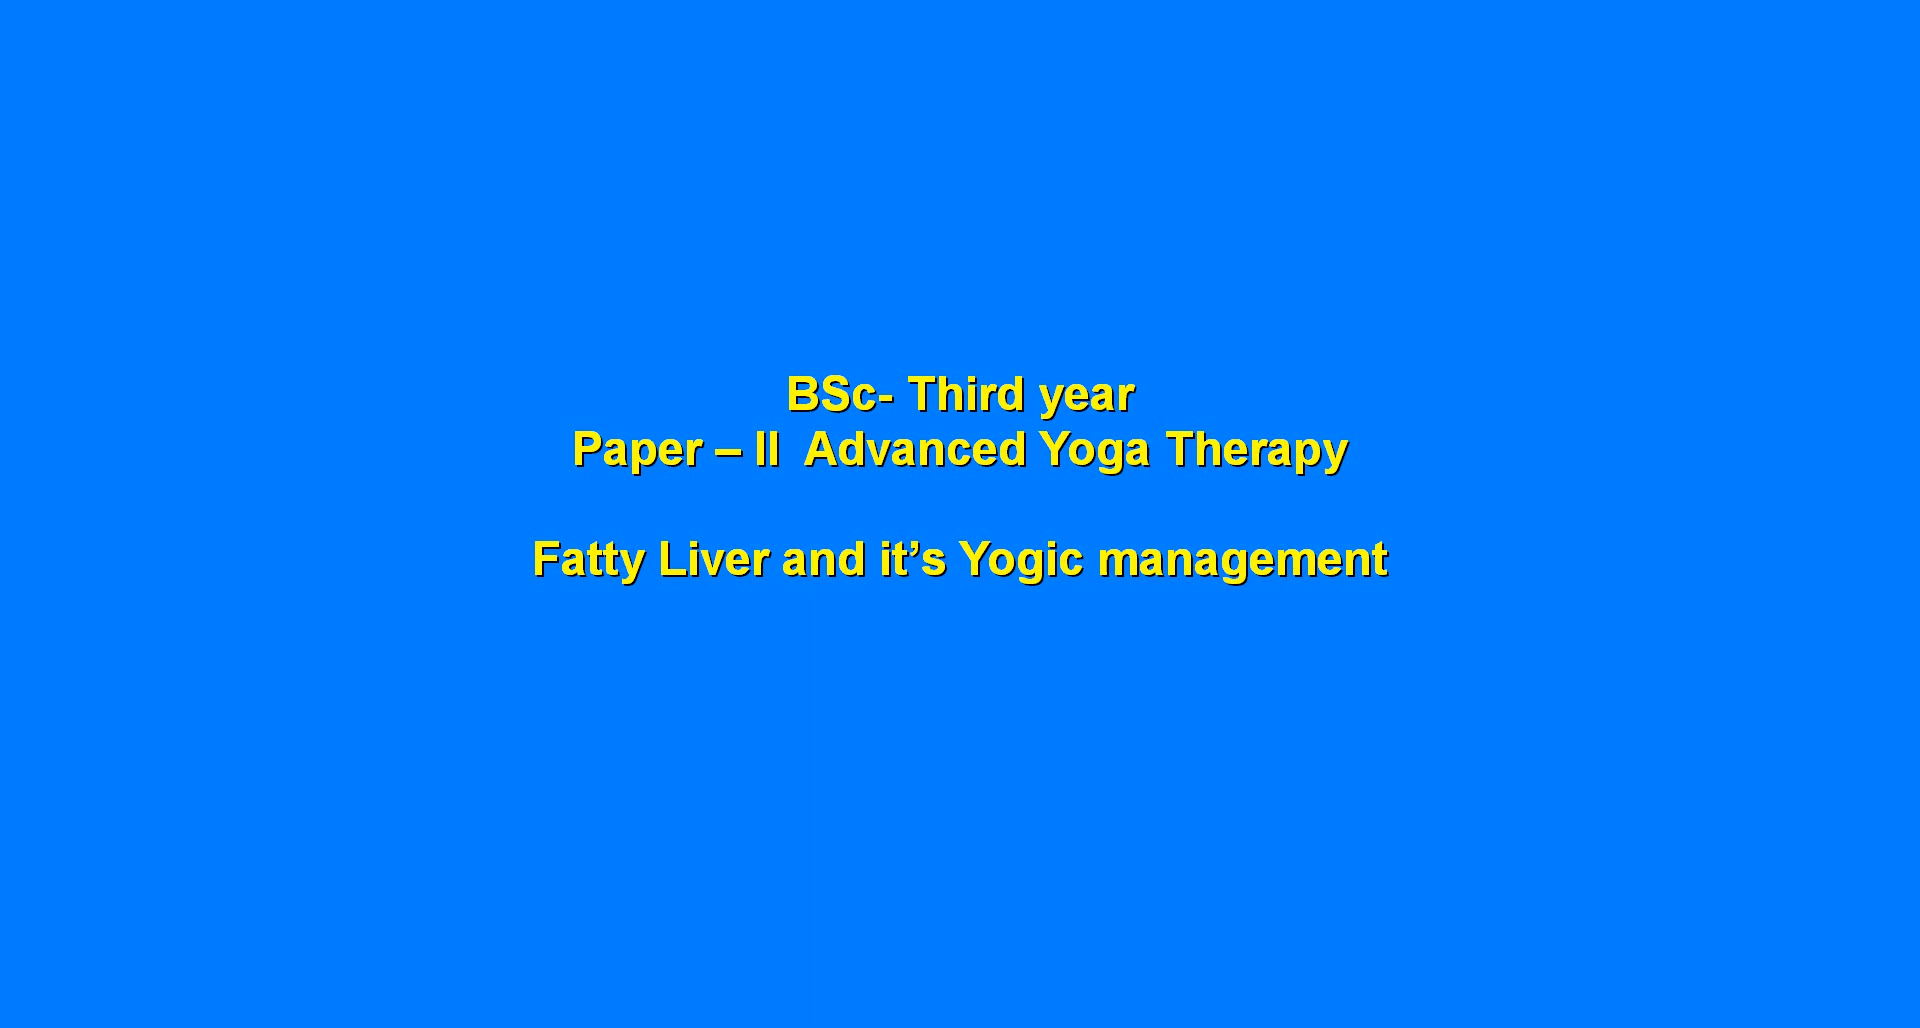 BSc- Third year
Paper – II  Advanced Yoga Therapy
Fatty Liver and it’s Yogic management